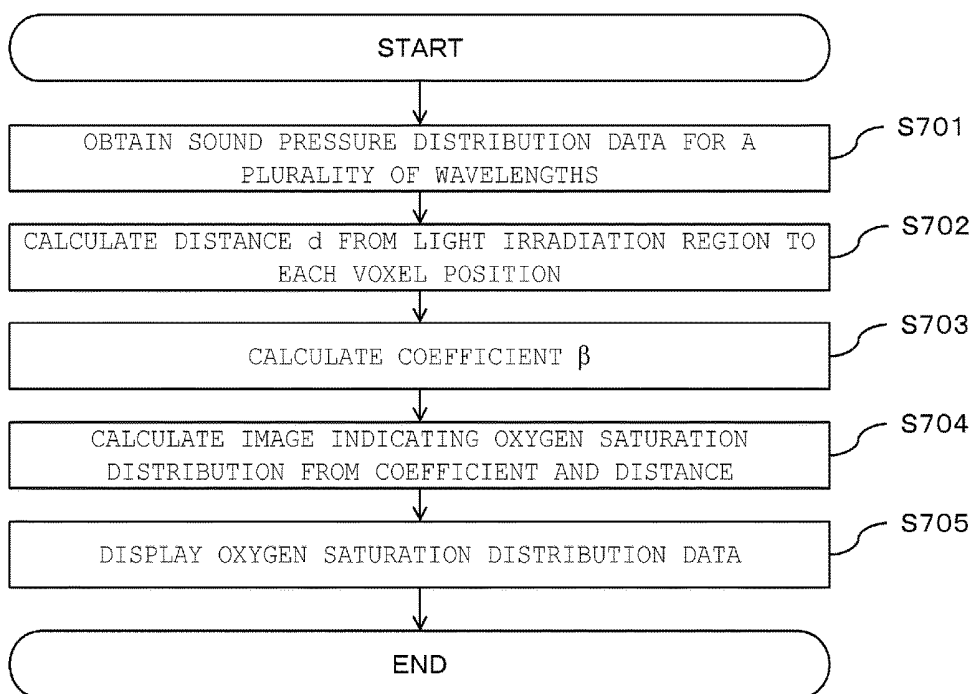 START
OBTAIN SOUND PRESSURE DISTRIBUTION DATA FOR A
PLURALITY OF WAVELENGTHS
S701
CALCULATE DISTANCE d FROM LIGHT IRRADIATION REGION TO
EACH VOXEL POSITION
S702
CALCULATE COEFFICIENT β
S703
CALCULATE IMAGE INDICATING OXYGEN SATURATION
DISTRIBUTION FROM COEFFICIENT AND DISTANCE
S704
DISPLAY OXYGEN SATURATION DISTRIBUTION DATA
S705
END